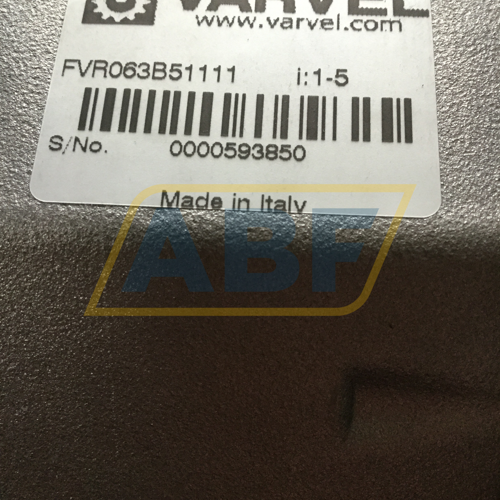 VARVEL
www.varvel.com
FVR063B51111 i:1-5
S/No. 0000593850
Made in Italy
ABF